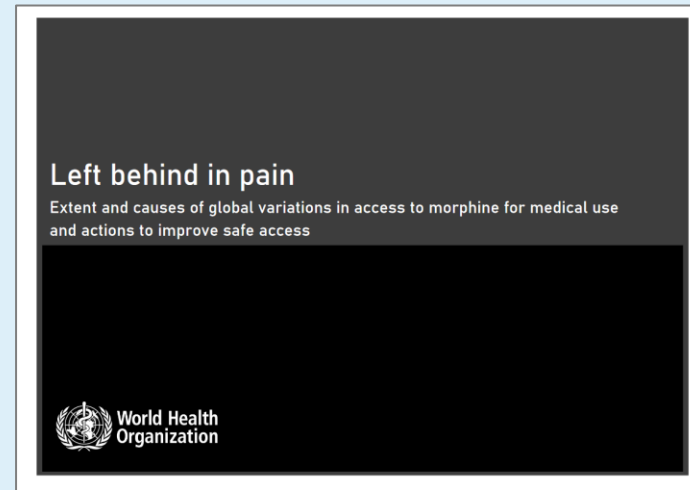 Left behind in pain
Extent and causes of global variations in access to morphine for medical use
and actions to improve safe access
World Health
Organization